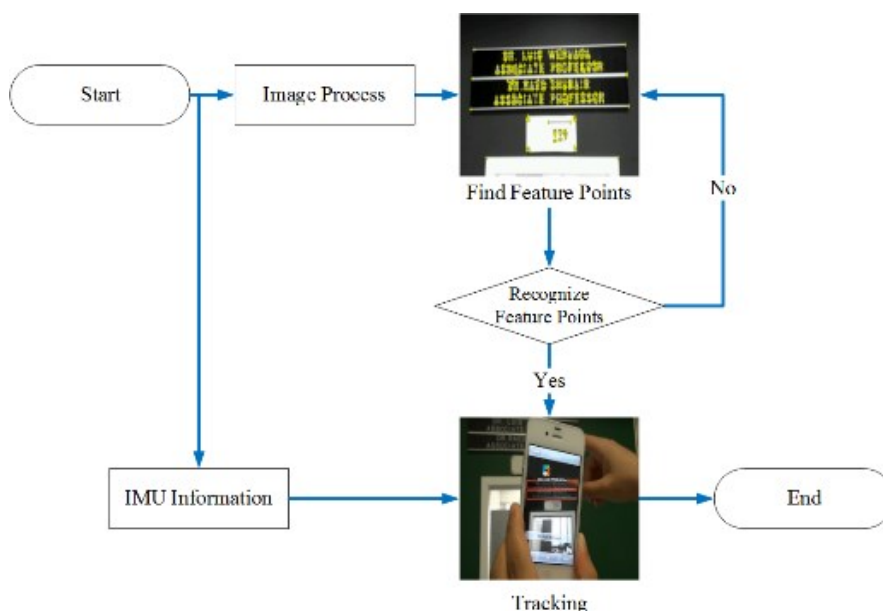 Start
Image Process
DR. LUIS
ASSOCIATE PROFESSOR
ASSOCIATE PROFESSOR
Find Feature Points
No
Recognize
Feature Points
Yes
IMU Information
End
Tracking